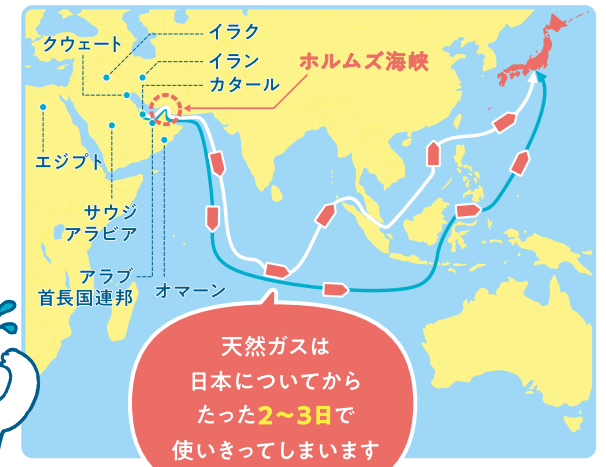 クウェート
イラク
イラン
カタール
ホルムズ海峡
エジプト
サウジ
アラビア
アラブ
首長国連邦
オマーン
天然ガスは
日本についてから
たった2〜3日で
使いきってしまいます